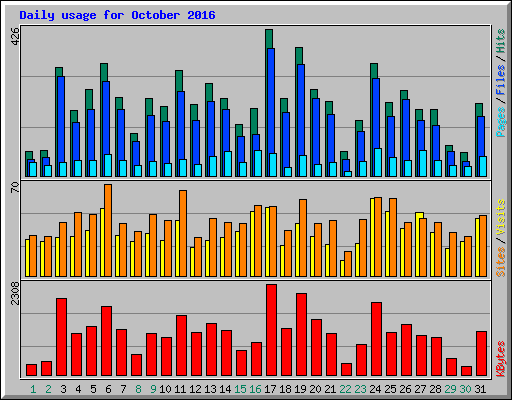 Daily usage for October 2016
426
Pages / Files / Hits
70
Sites / Visits
2308
KBytes
1 2 3 4 5 6 7 8 9 10 11 12 13 14 15 16 17 18 19 20 21 22 23 24 25 26 27 28 29 30 31